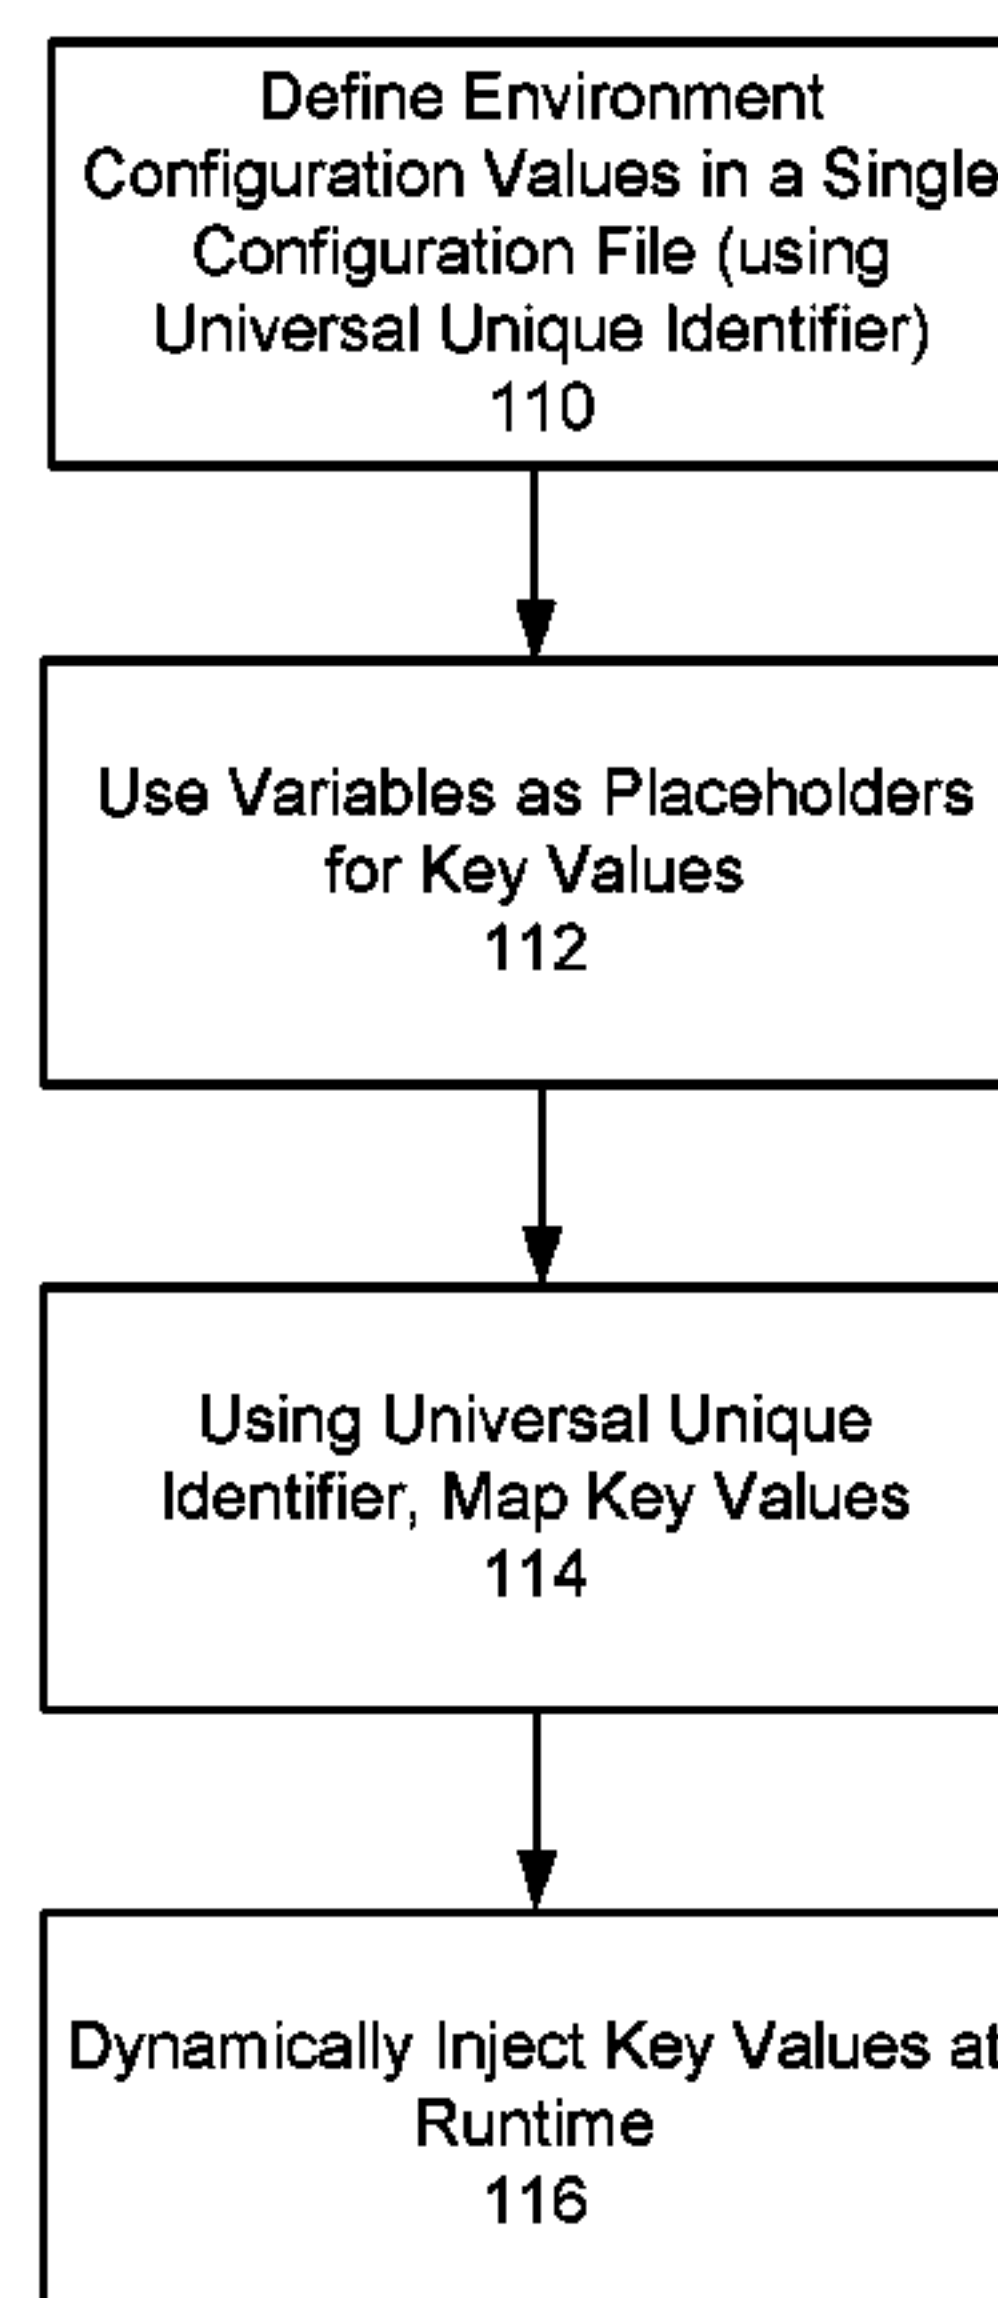 Define Environment
Configuration Values in a Single
Configuration File (using
Universal Unique Identifier)
110
Use Variables as Placeholders
for Key Values
112
Using Universal Unique
Identifier, Map Key Values
114
Dynamically Inject Key Values at
Runtime
116